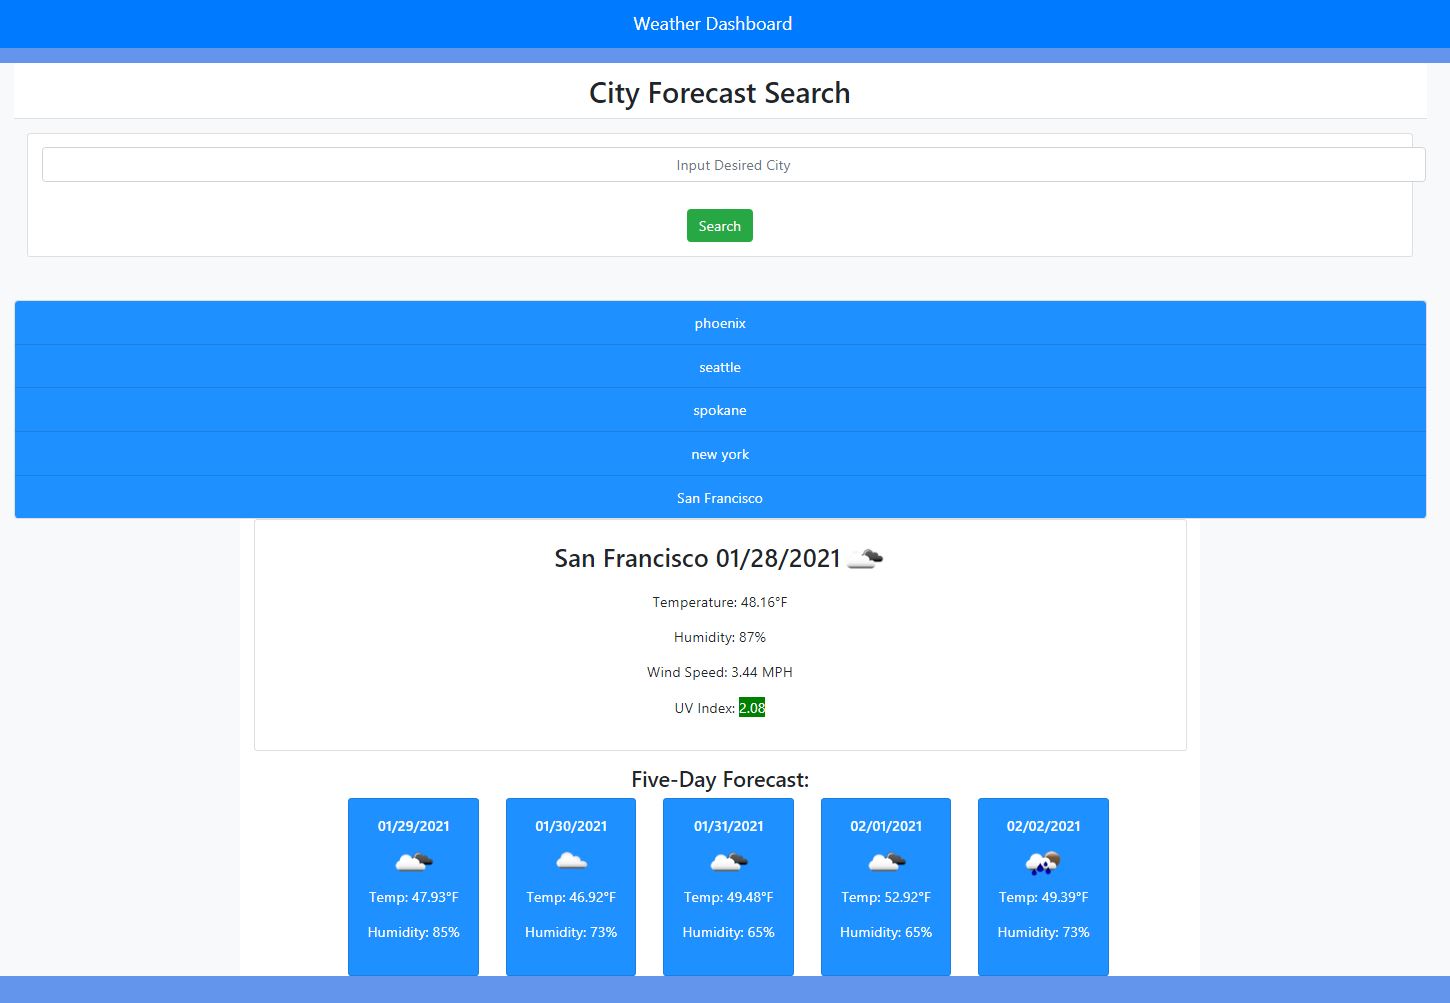 Weather Dashboard
City Forecast Search
Input Desired City
Search
phoenix
seattle
spokane
new york
San Francisco
San Francisco 01/28/2021
Temperature: 48.16°F
Humidity: 87%
Wind Speed: 3.44 MPH
UV Index: 2.08
Five-Day Forecast:
01/29/2021
Temp: 47.93°F
Humidity: 85%
01/30/2021
Temp: 46.92°F
Humidity: 73%
01/31/2021
Temp: 49.48°F
Humidity: 65%
02/01/2021
Temp: 52.92°F
Humidity: 65%
02/02/2021
Temp: 49.39°F
Humidity: 73%